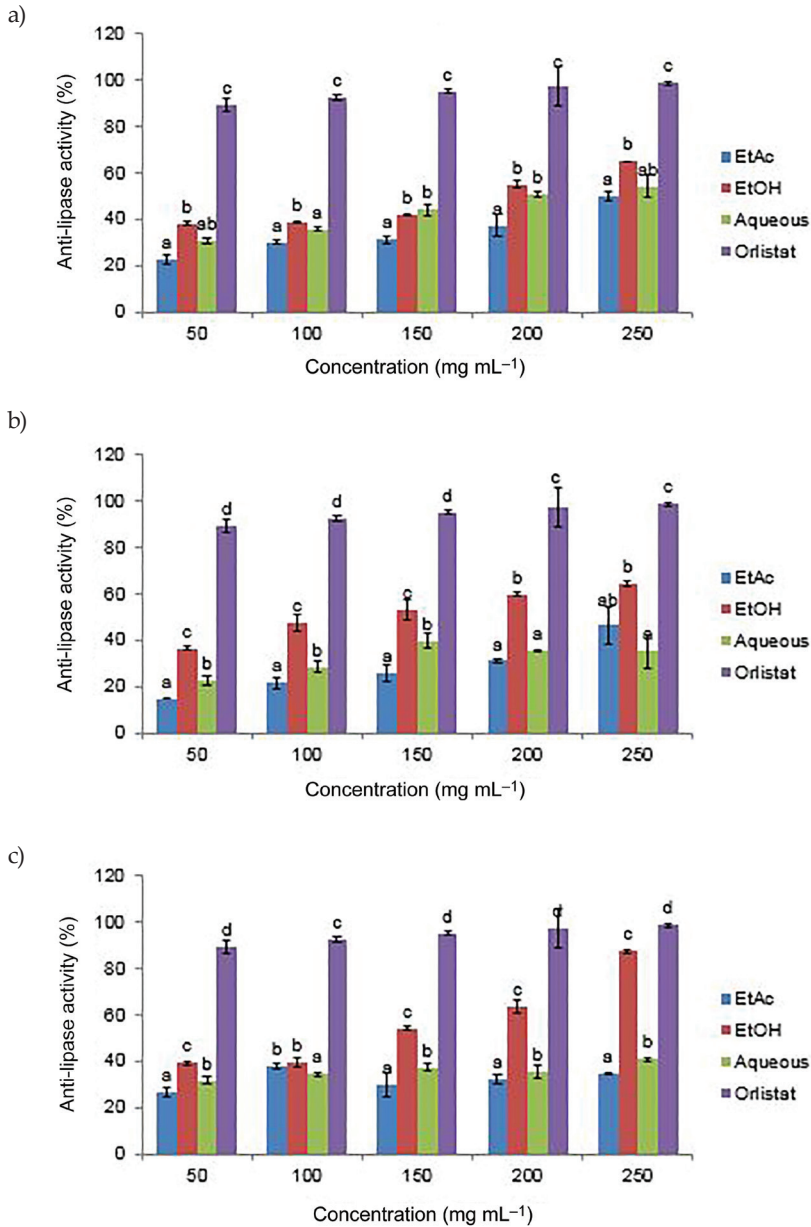 a)
Anti-lipase activity (%)
120
100
80
60
40
20
0
c c c c c
a b ab
a b a
a b b
a b b
a b ab
50 100 150 200 250
Concentration (mg mL⁻¹)
EtAc
EtOH
Aqueous
Orlistat
b)
Anti-lipase activity (%)
120
100
80
60
40
20
0
a c b d
a c b d
a c b d
a b a c
ab b a c
50 100 150 200 250
Concentration (mg mL⁻¹)
EtAc
EtOH
Aqueous
Orlistat
c)
Anti-lipase activity (%)
120
100
80
60
40
20
0
a c b d
b b a c
a c b d
a c b d
a c b d
50 100 150 200 250
Concentration (mg mL⁻¹)
EtAc
EtOH
Aqueous
Orlistat